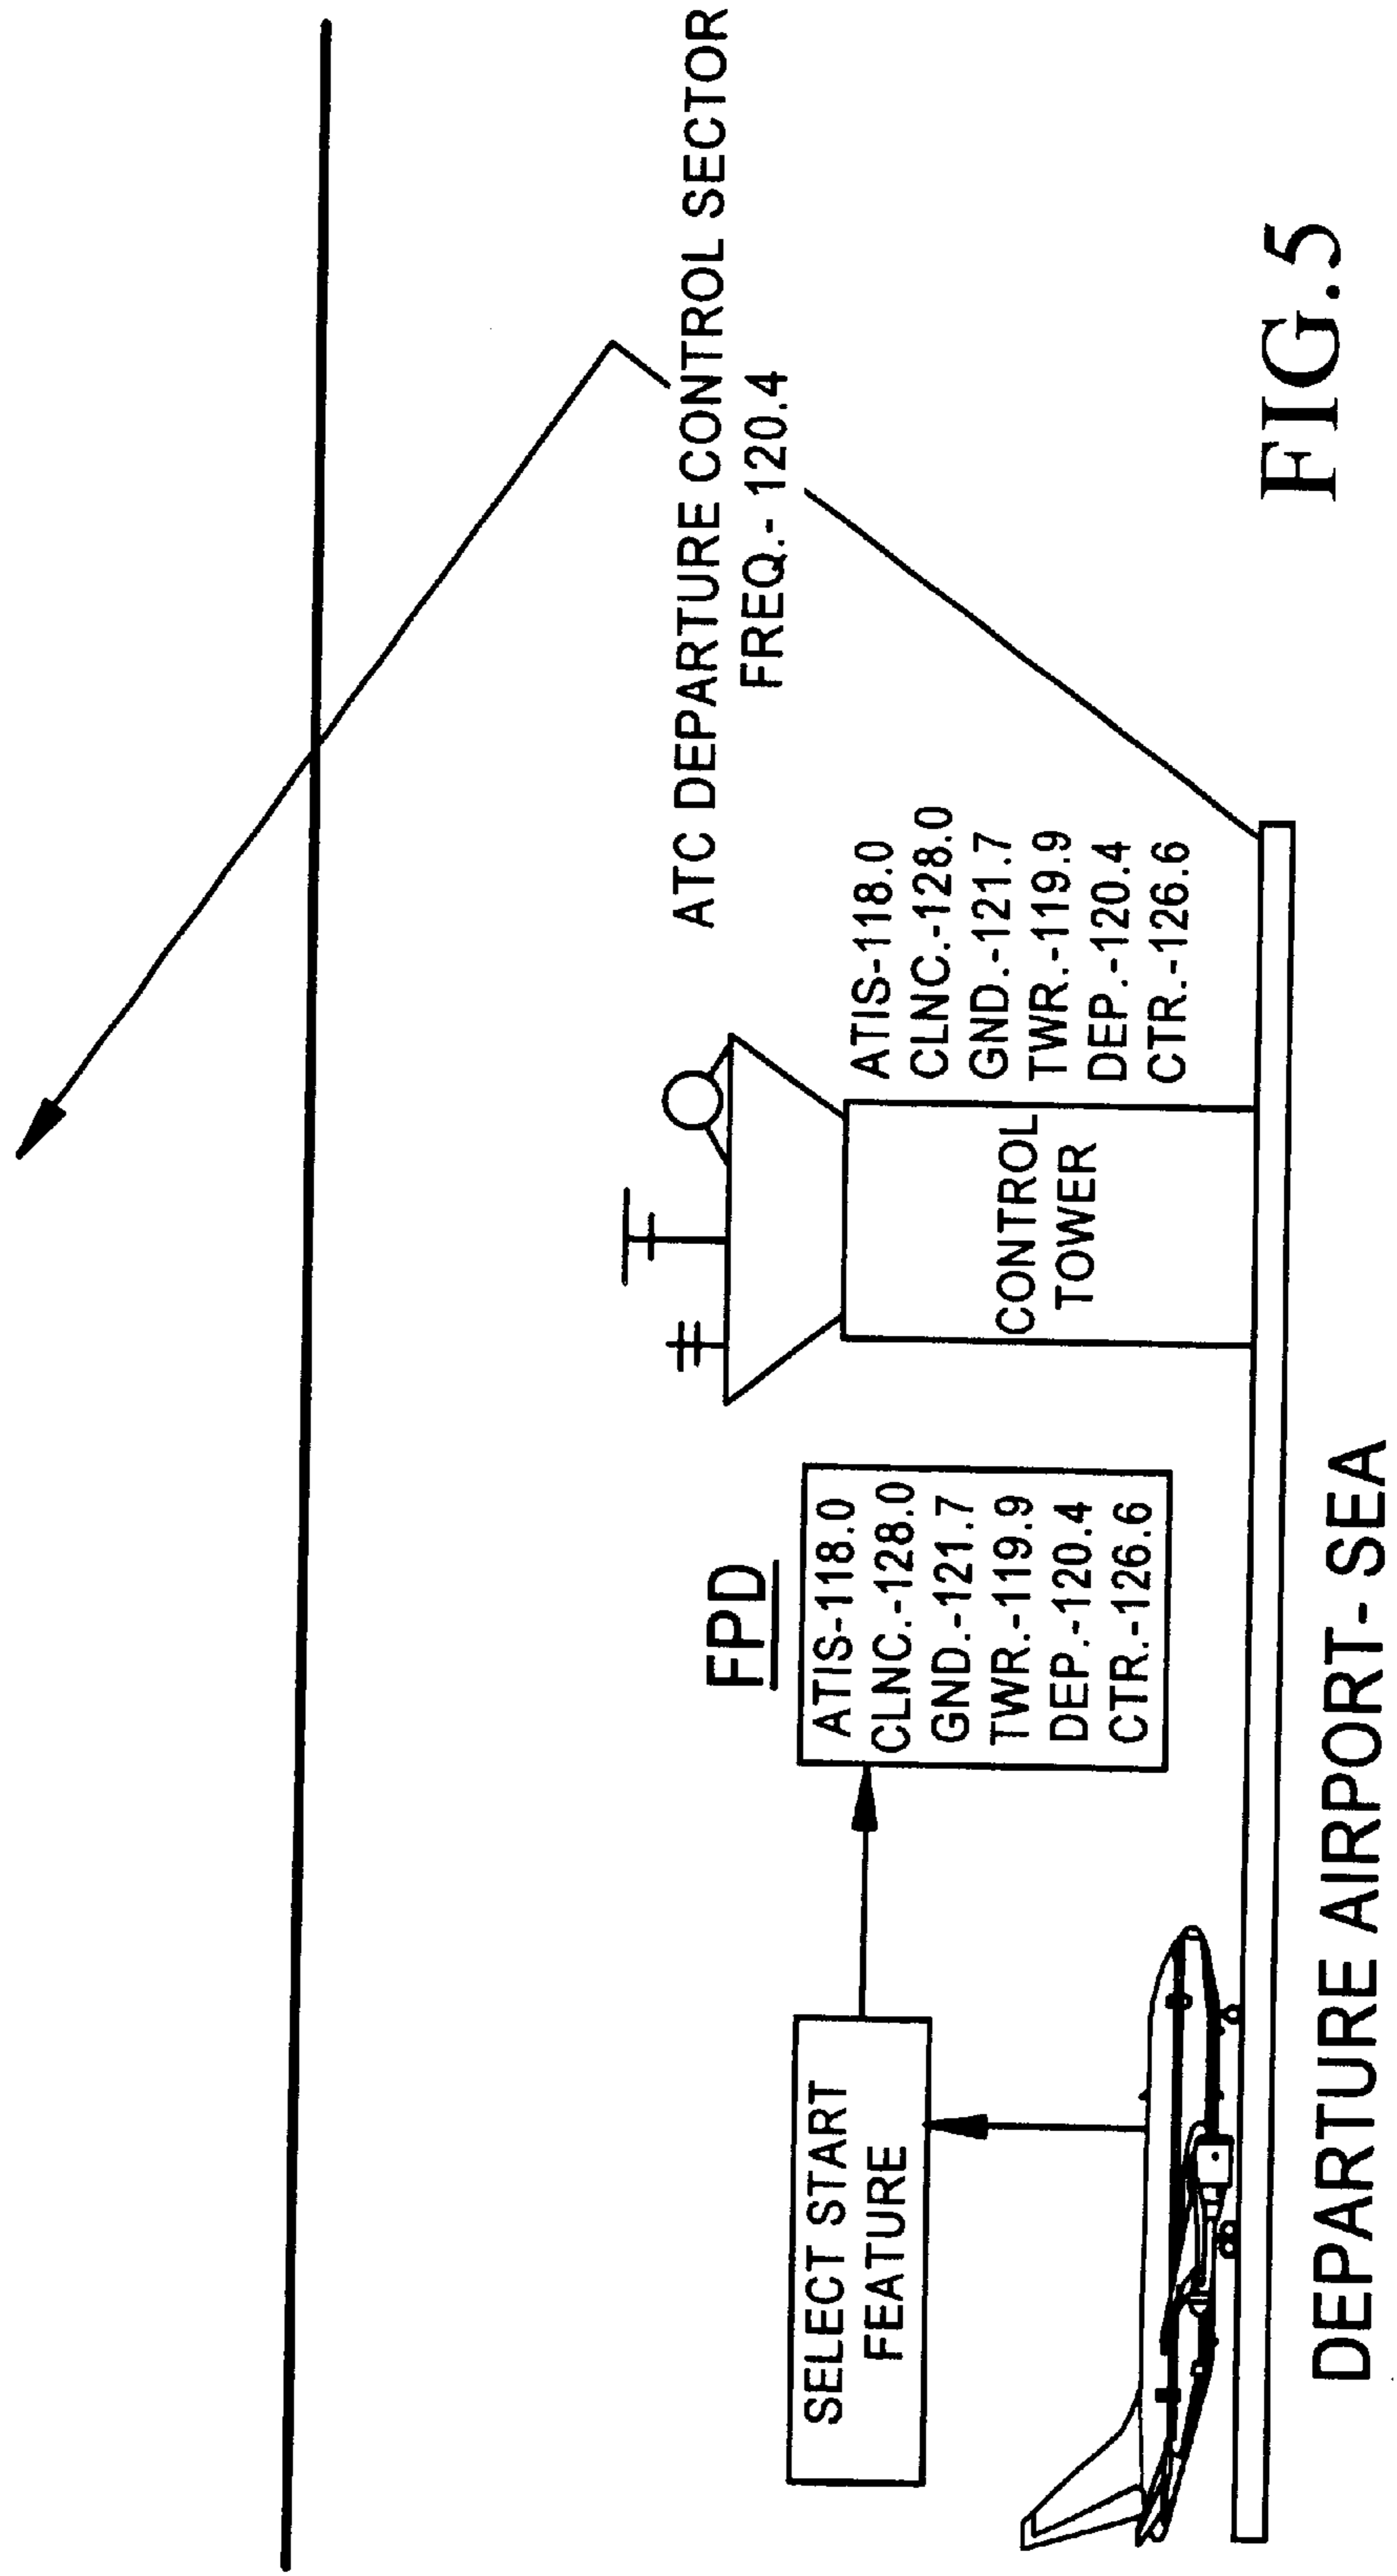 ATC DEPARTURE CONTROL SECTOR
FREQ.- 120.4
FPD
SELECT START
FEATURE
ATIS-118.0
CLNC.-128.0
GND.-121.7
TWR.-119.9
DEP.-120.4
CTR.-126.6
CONTROL
TOWER
ATIS-118.0
CLNC.-128.0
GND.-121.7
TWR.-119.9
DEP.-120.4
CTR.-126.6
DEPARTURE AIRPORT- SEA
FIG.5